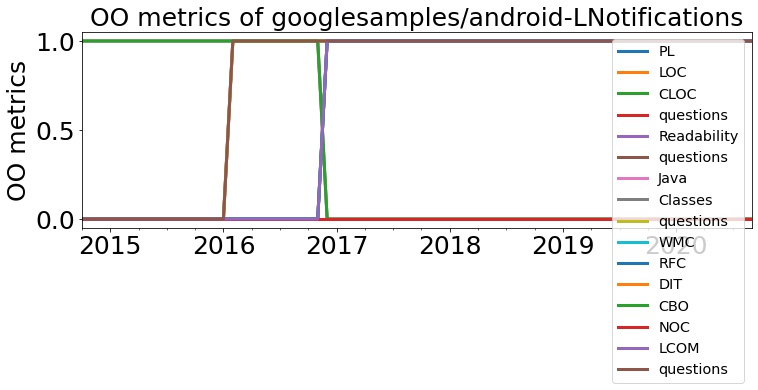 OO metrics of googlesamples/android-LNotifications
OO metrics
1.0
0.5
0.0
2015
2016
2017
2018
2019
2020
PL
LOC
CLOC
questions
Readability
questions
Java
Classes
questions
WMC
RFC
DIT
CBO
NOC
LCOM
questions